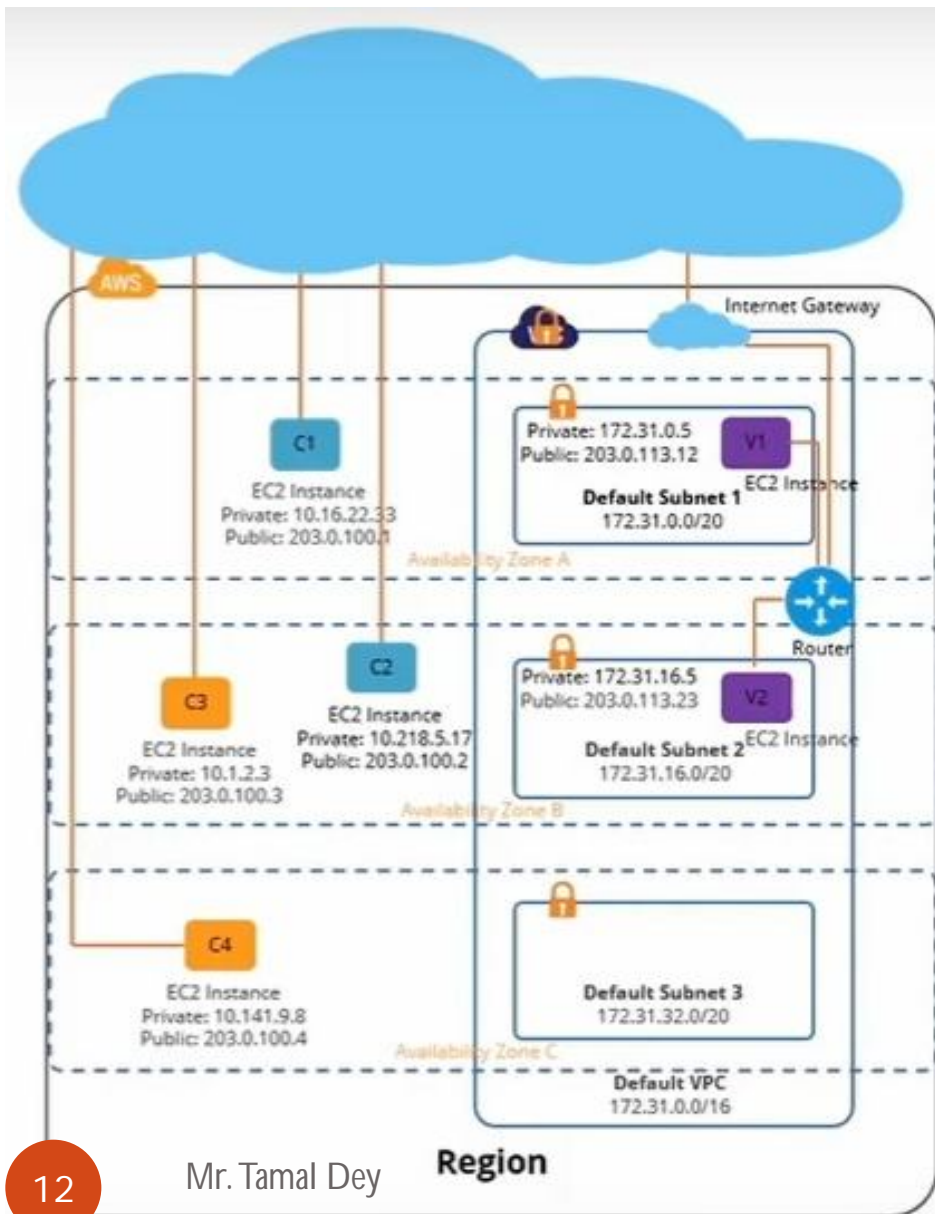 AWS
Internet Gateway
C1
EC2 Instance
Private: 10.16.22.33
Public: 203.0.100.1
Private: 172.31.0.5
Public: 203.0.113.12
V1
EC2 Instance
Default Subnet 1
172.31.0.0/20
Availability Zone A
Router
C3
EC2 Instance
Private: 10.1.2.3
Public: 203.0.100.3
C2
EC2 Instance
Private: 10.218.5.17
Public: 203.0.100.2
Private: 172.31.16.5
Public: 203.0.113.23
V2
EC2 Instance
Default Subnet 2
172.31.16.0/20
Availability Zone B
C4
EC2 Instance
Private: 10.141.9.8
Public: 203.0.100.4
Default Subnet 3
172.31.32.0/20
Availability Zone C
Default VPC
172.31.0.0/16
Region
12
Mr. Tamal Dey